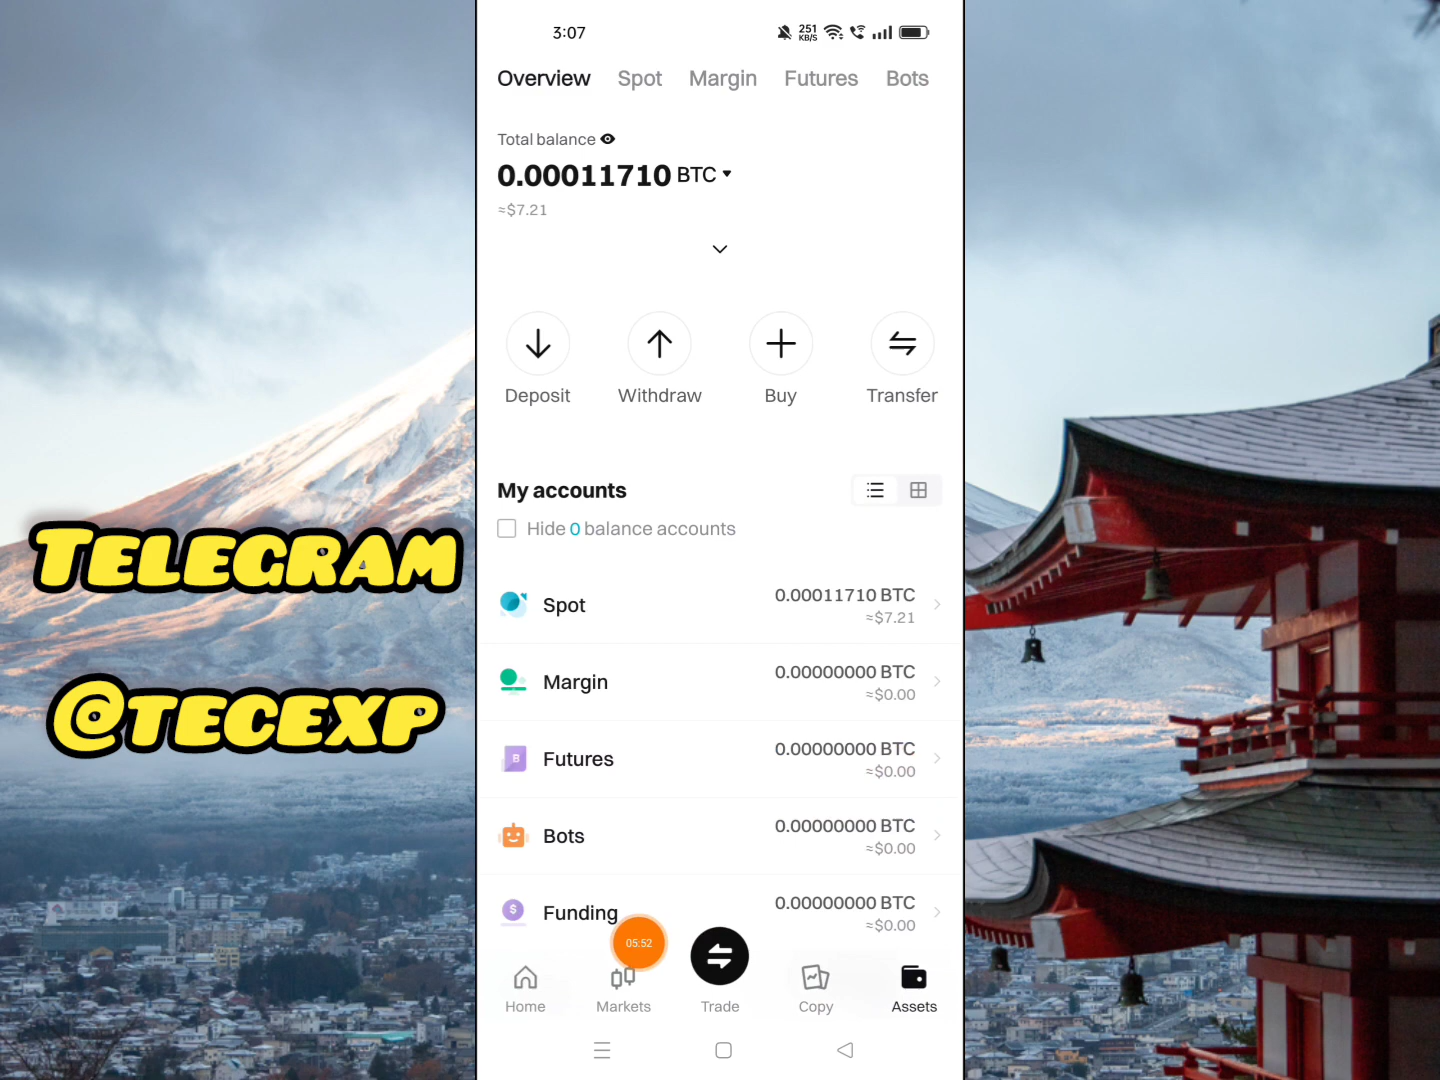 3:07
251
KB/S
Overview Spot Margin Futures Bots
Total balance
0.00011710 BTC
≈$7.21
Deposit Withdraw Buy Transfer
My accounts
Hide 0 balance accounts
Spot 0.00011710 BTC
≈$7.21
Margin 0.00000000 BTC
≈$0.00
Futures 0.00000000 BTC
≈$0.00
B
Bots 0.00000000 BTC
≈$0.00
Funding 0.00000000 BTC
≈$0.00
$
05:52
Home Markets Trade Copy Assets
TELEGRAM
@TECEXP